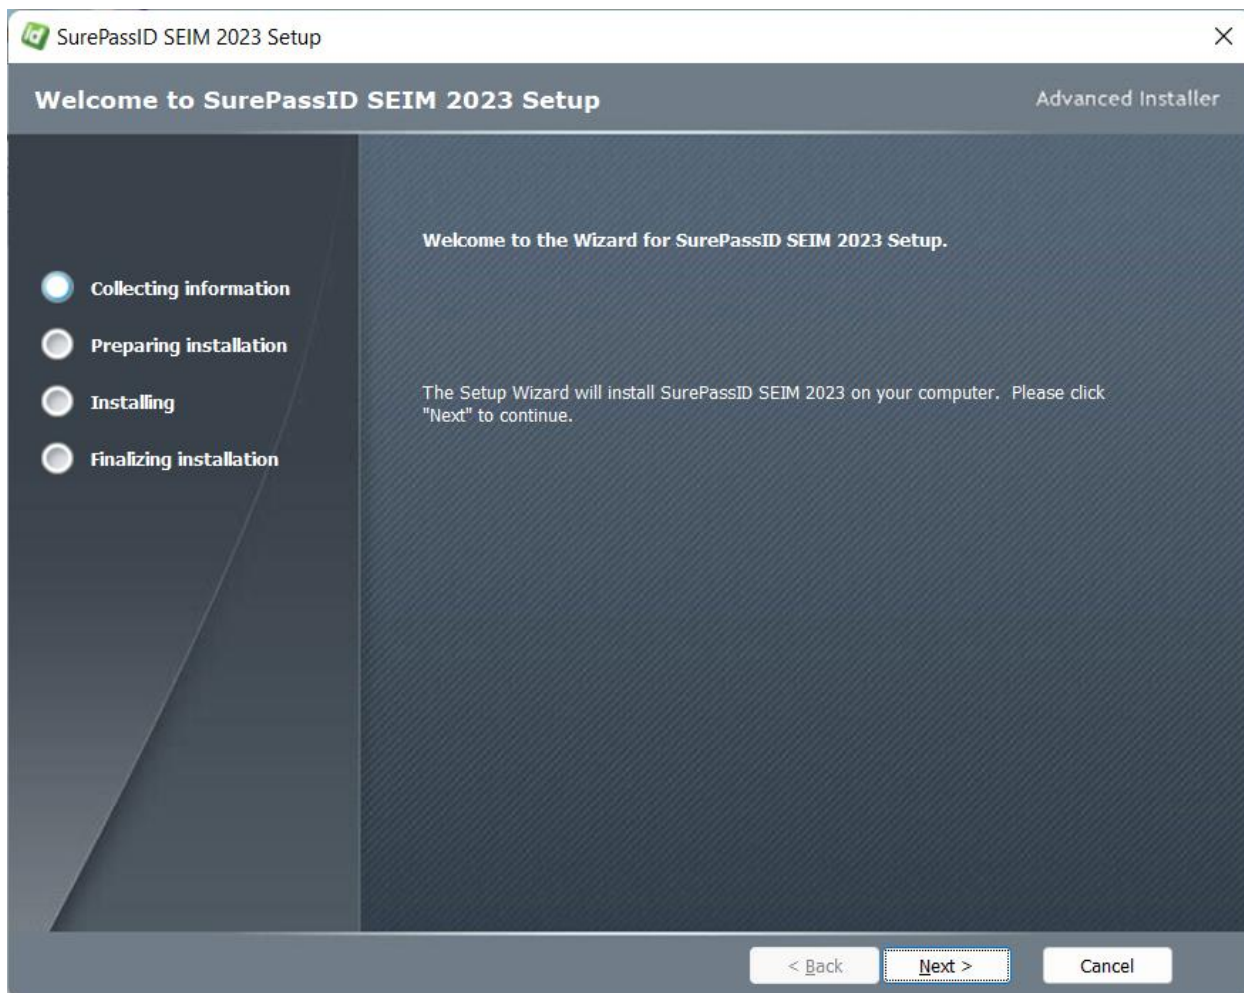 SurePassID SEIM 2023 Setup
Welcome to SurePassID SEIM 2023 Setup
Advanced Installer
Collecting information
Preparing installation
Installing
Finalizing installation
Welcome to the Wizard for SurePassID SEIM 2023 Setup.
The Setup Wizard will install SurePassID SEIM 2023 on your computer.  Please click
"Next" to continue.
< Back
Next >
Cancel